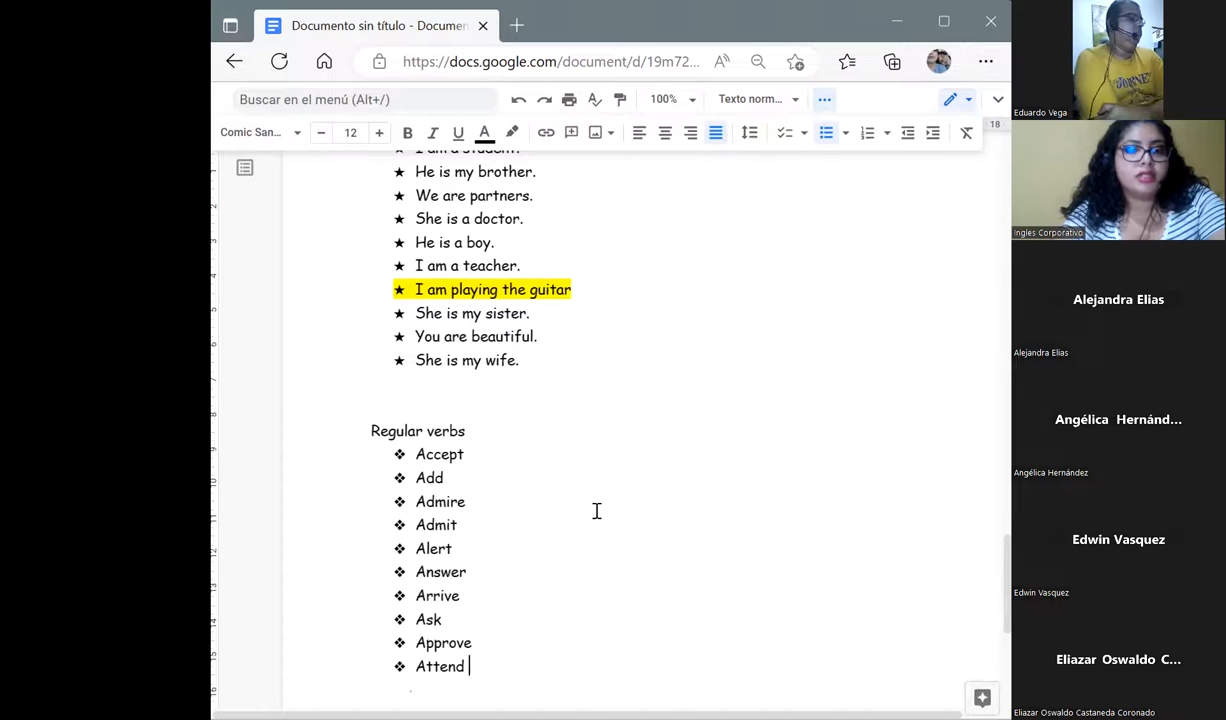 Documento sin título - Documen
https://docs.google.com/document/d/19m72...
Buscar en el menú (Alt+/)
100%
Texto norm...
Comic San...
12
18
I am a student.
★ He is my brother.
★ We are partners.
★ She is a doctor.
★ He is a boy.
★ I am a teacher.
★ I am playing the guitar
★ She is my sister.
★ You are beautiful.
★ She is my wife.
Regular verbs
❖ Accept
❖ Add
❖ Admire
❖ Admit
❖ Alert
❖ Answer
❖ Arrive
❖ Ask
❖ Approve
❖ Attend
Eduardo Vega
Ingles Corporativo
Alejandra Elias
Alejandra Elias
Angélica Hernánd...
Angélica Hernández
Edwin Vasquez
Edwin Vasquez
Eliazar Oswaldo C...
Eliazar Oswaldo Castaneda Coronado